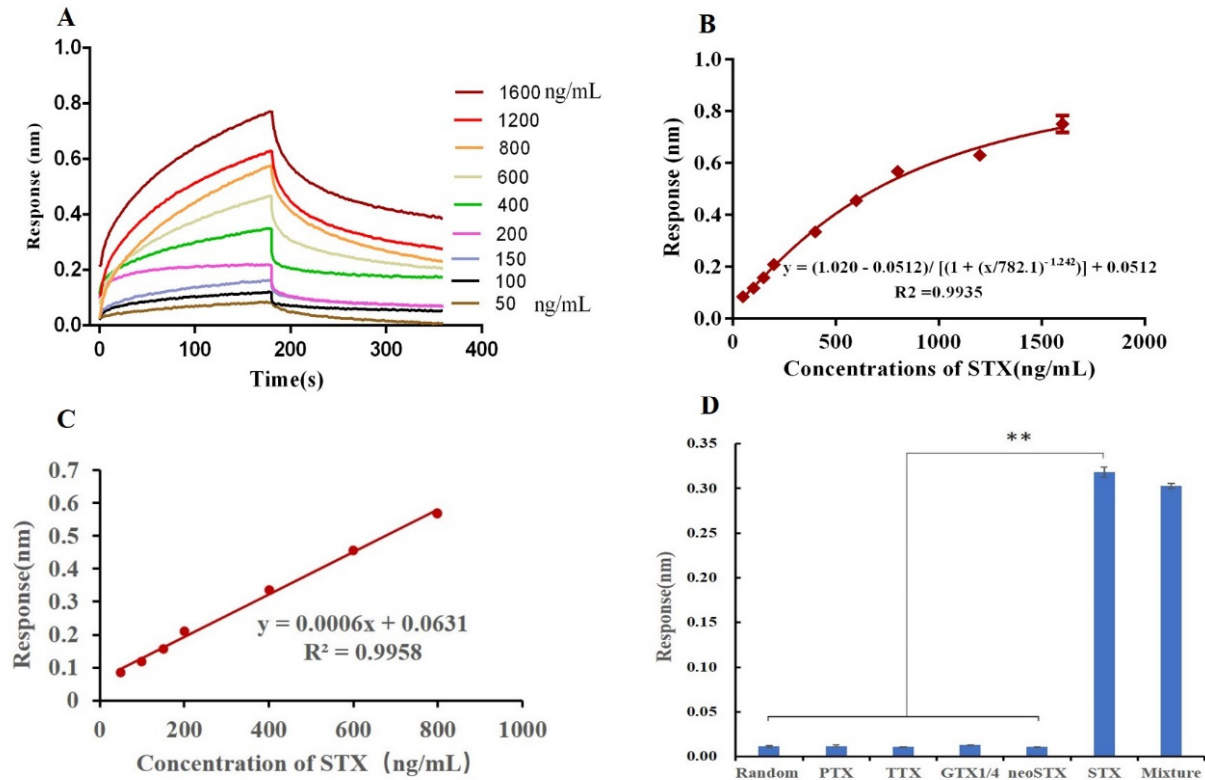 A
Response (nm)
1.0
0.8
0.6
0.4
0.2
0.0
0 100 200 300 400
Time(s)
1600 ng/mL
1200
800
600
400
200
150
100
50 ng/mL
B
Response (nm)
1.0
0.8
0.6
0.4
0.2
0.0
y = (1.020 - 0.0512)/ [(1 + (x/782.1)-1.242)] + 0.0512
R2 =0.9935
0 500 1000 1500 2000
Concentrations of STX(ng/mL)
C
Response(nm)
0.7
0.6
0.5
0.4
0.3
0.2
0.1
0
y = 0.0006x + 0.0631
R² = 0.9958
0 200 400 600 800 1000
Concentration of STX（ng/mL）
D
Response(nm)
0.35
0.30
0.25
0.20
0.15
0.10
0.05
0.00
**
Random PTX TTX GTX1/4 neoSTX STX Mixture